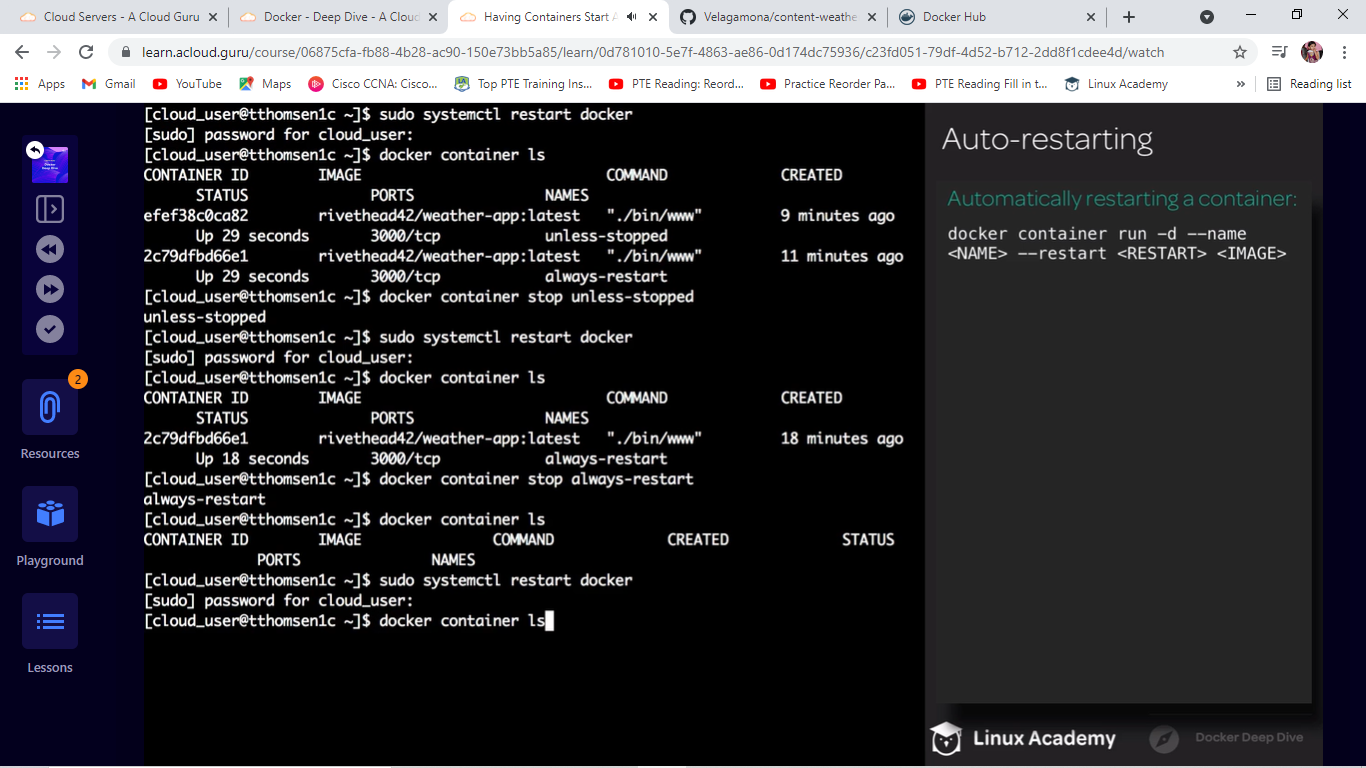 Cloud Servers - A Cloud Guru
Docker - Deep Dive - A Cloud
Having Containers Start A
Velagamona/content-weathe
Docker Hub
learn.acloud.guru/course/06875cfa-fb88-4b28-ac90-150e73bb5a85/learn/0d781010-5e7f-4863-ae86-0d174dc75936/c23fd051-79df-4d52-b712-2dd8f1cdee4d/watch
Apps
Gmail
YouTube
Maps
Cisco CCNA: Cisco...
Top PTE Training Ins...
PTE Reading: Reord...
Practice Reorder Pa...
PTE Reading Fill in t...
Linux Academy
»
Reading list
[cloud_user@tthomsen1c ~]$ sudo systemctl restart docker
[sudo] password for cloud_user:
[cloud_user@tthomsen1c ~]$ docker container ls
CONTAINER ID IMAGE COMMAND CREATED
STATUS PORTS NAMES
efef38c0ca82 rivethead42/weather-app:latest "./bin/www" 9 minutes ago
Up 29 seconds 3000/tcp unless-stopped
2c79dfbd66e1 rivethead42/weather-app:latest "./bin/www" 11 minutes ago
Up 29 seconds 3000/tcp always-restart
[cloud_user@tthomsen1c ~]$ docker container stop unless-stopped
unless-stopped
[cloud_user@tthomsen1c ~]$ sudo systemctl restart docker
[sudo] password for cloud_user:
[cloud_user@tthomsen1c ~]$ docker container ls
CONTAINER ID IMAGE COMMAND CREATED
STATUS PORTS NAMES
2c79dfbd66e1 rivethead42/weather-app:latest "./bin/www" 18 minutes ago
Up 18 seconds 3000/tcp always-restart
[cloud_user@tthomsen1c ~]$ docker container stop always-restart
always-restart
[cloud_user@tthomsen1c ~]$ docker container ls
CONTAINER ID IMAGE COMMAND CREATED STATUS
PORTS NAMES
[cloud_user@tthomsen1c ~]$ sudo systemctl restart docker
[sudo] password for cloud_user:
[cloud_user@tthomsen1c ~]$ docker container ls
Auto-restarting
Automatically restarting a container:
docker container run -d --name
<NAME> --restart <RESTART> <IMAGE>
Linux Academy
Docker Deep Dive
2
Resources
Playground
Lessons